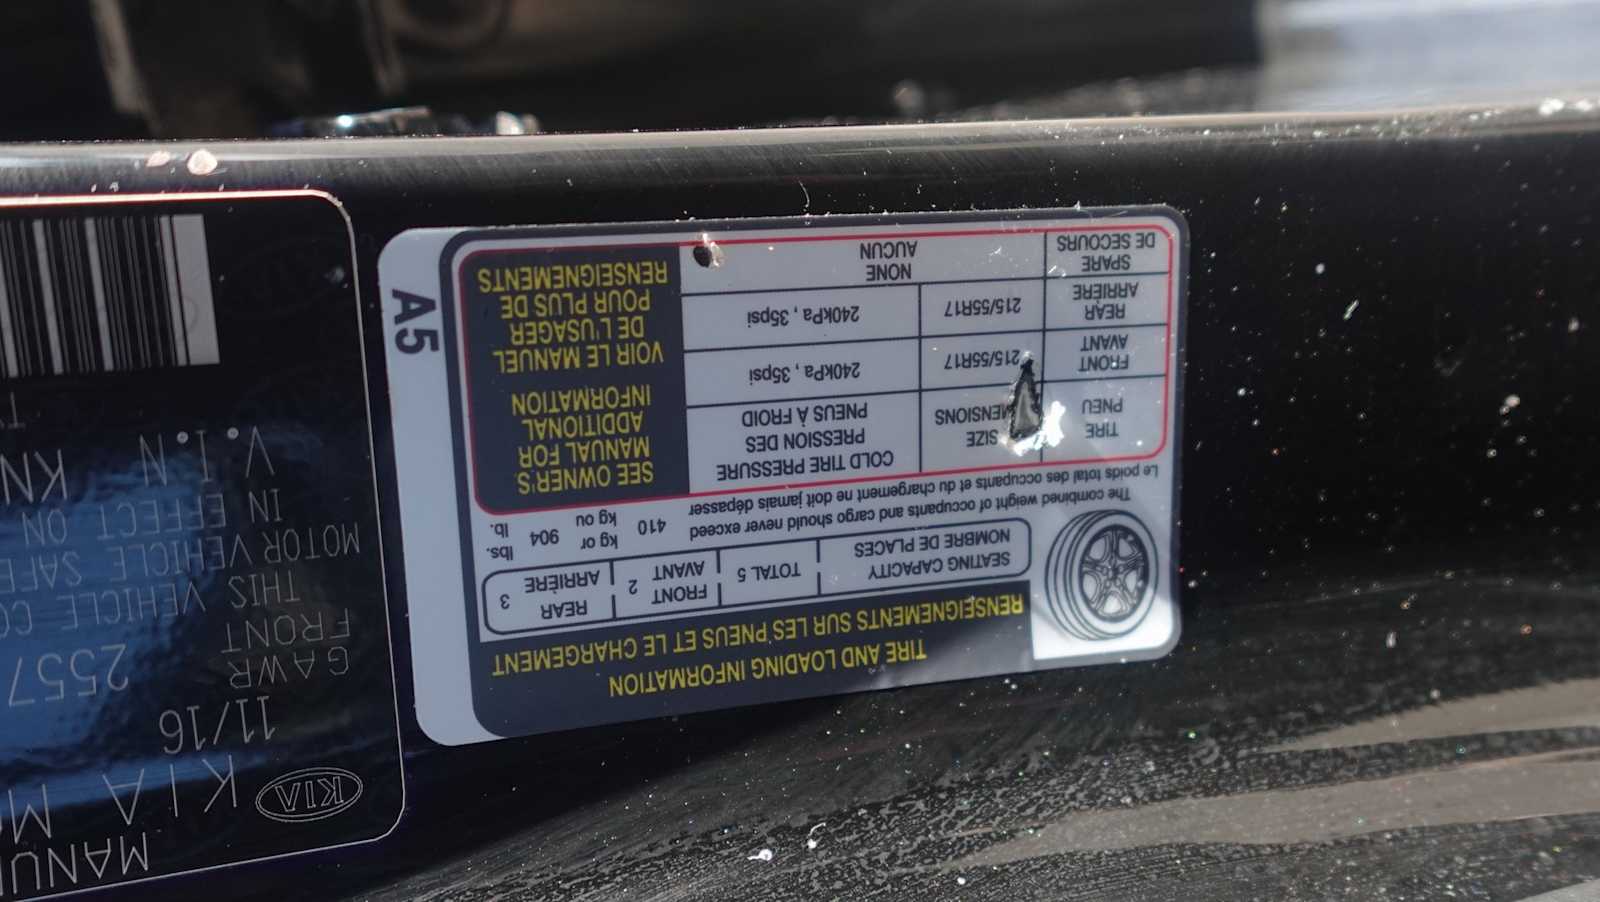 TIRE AND LOADING INFORMATION
RENSEIGNEMENTS SUR LES PNEUS ET LE CHARGEMENT
SEATING CAPACITY
NOMBRE DE PLACES
TOTAL 5
FRONT
AVANT
2
REAR
ARRIÈRE
3
The combined weight of occupants and cargo should never exceed
Le poids total des occupants et du chargement ne doit jamais dépasser
410 kg or kg ou 904 lbs. lb.
TIRE
PNEU
SIZE
COLD TIRE PRESSURE
PRESSION DES
PNEUS À FROID
FRONT
AVANT
215/55R17
240kPa, 35psi
REAR
ARRIÈRE
215/55R17
240kPa, 35psi
SPARE
DE SECOURS
NONE
AUCUN
SEE OWNER'S
MANUAL FOR
ADDITIONAL
INFORMATION
VOIR LE MANUEL
DE L'USAGER
POUR PLUS DE
RENSEIGNEMENTS
A5
KIA
KIA
11/16
GAWR
FRONT 2557
THIS VEHICLE
MOTOR VEHICLE
IN EFFECT ON
V.I.N